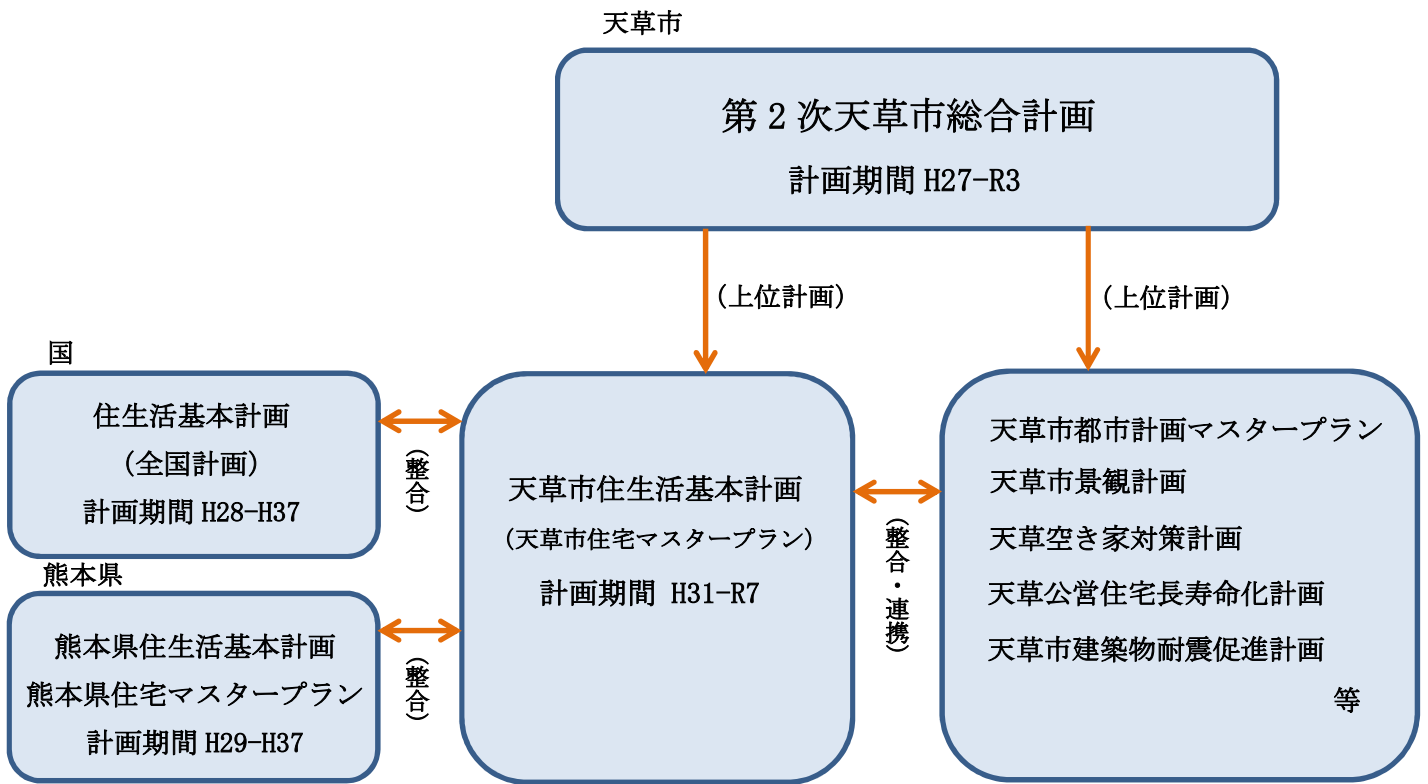 天草市
第2次天草市総合計画
計画期間 H27-R3
(上位計画)
(上位計画)
国
住生活基本計画
(全国計画)
計画期間 H28-H37
(整合)
熊本県
熊本県住生活基本計画
熊本県住宅マスタープラン
計画期間 H29-H37
(整合)
天草市住生活基本計画
(天草市住宅マスタープラン)
計画期間 H31-R7
(整合・連携)
天草市都市計画マスタープラン
天草市景観計画
天草空き家対策計画
天草公営住宅長寿命化計画
天草市建築物耐震促進計画
等